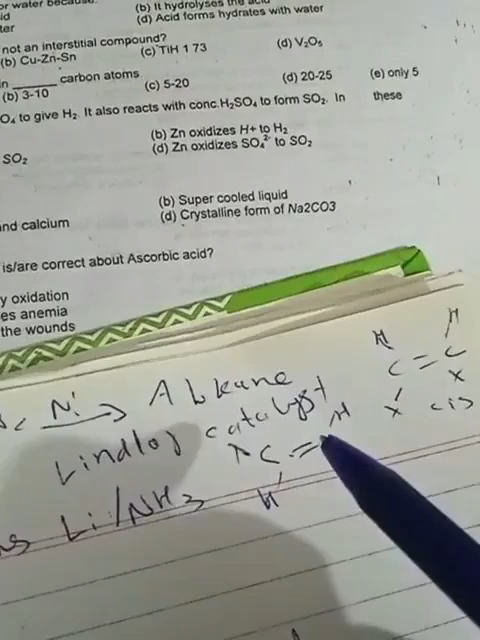 or water because:
(b) It hydrolyses the
id
(d) Acid forms hydrates with water
ter
not an interstitial compound?
(b) Cu-Zn-Sn (c) TiH 1 73 (d) V₂O₅
in ______ carbon atoms
(b) 3-10 (c) 5-20 (d) 20-25 (e) only 5
O₄ to give H₂. It also reacts with conc.H₂SO₄ to form SO₂. In these
(b) Zn oxidizes H+ to H₂
SO₂ (d) Zn oxidizes SO₄²⁻ to SO₂
(b) Super cooled liquid
nd calcium (d) Crystalline form of Na2CO3
is/are correct about Ascorbic acid?
y oxidation
es anemia
the wounds
H H
C = C
X X cis
Ni → Alkane
Lindlos catalyst
C = H
H
Li/NH₃